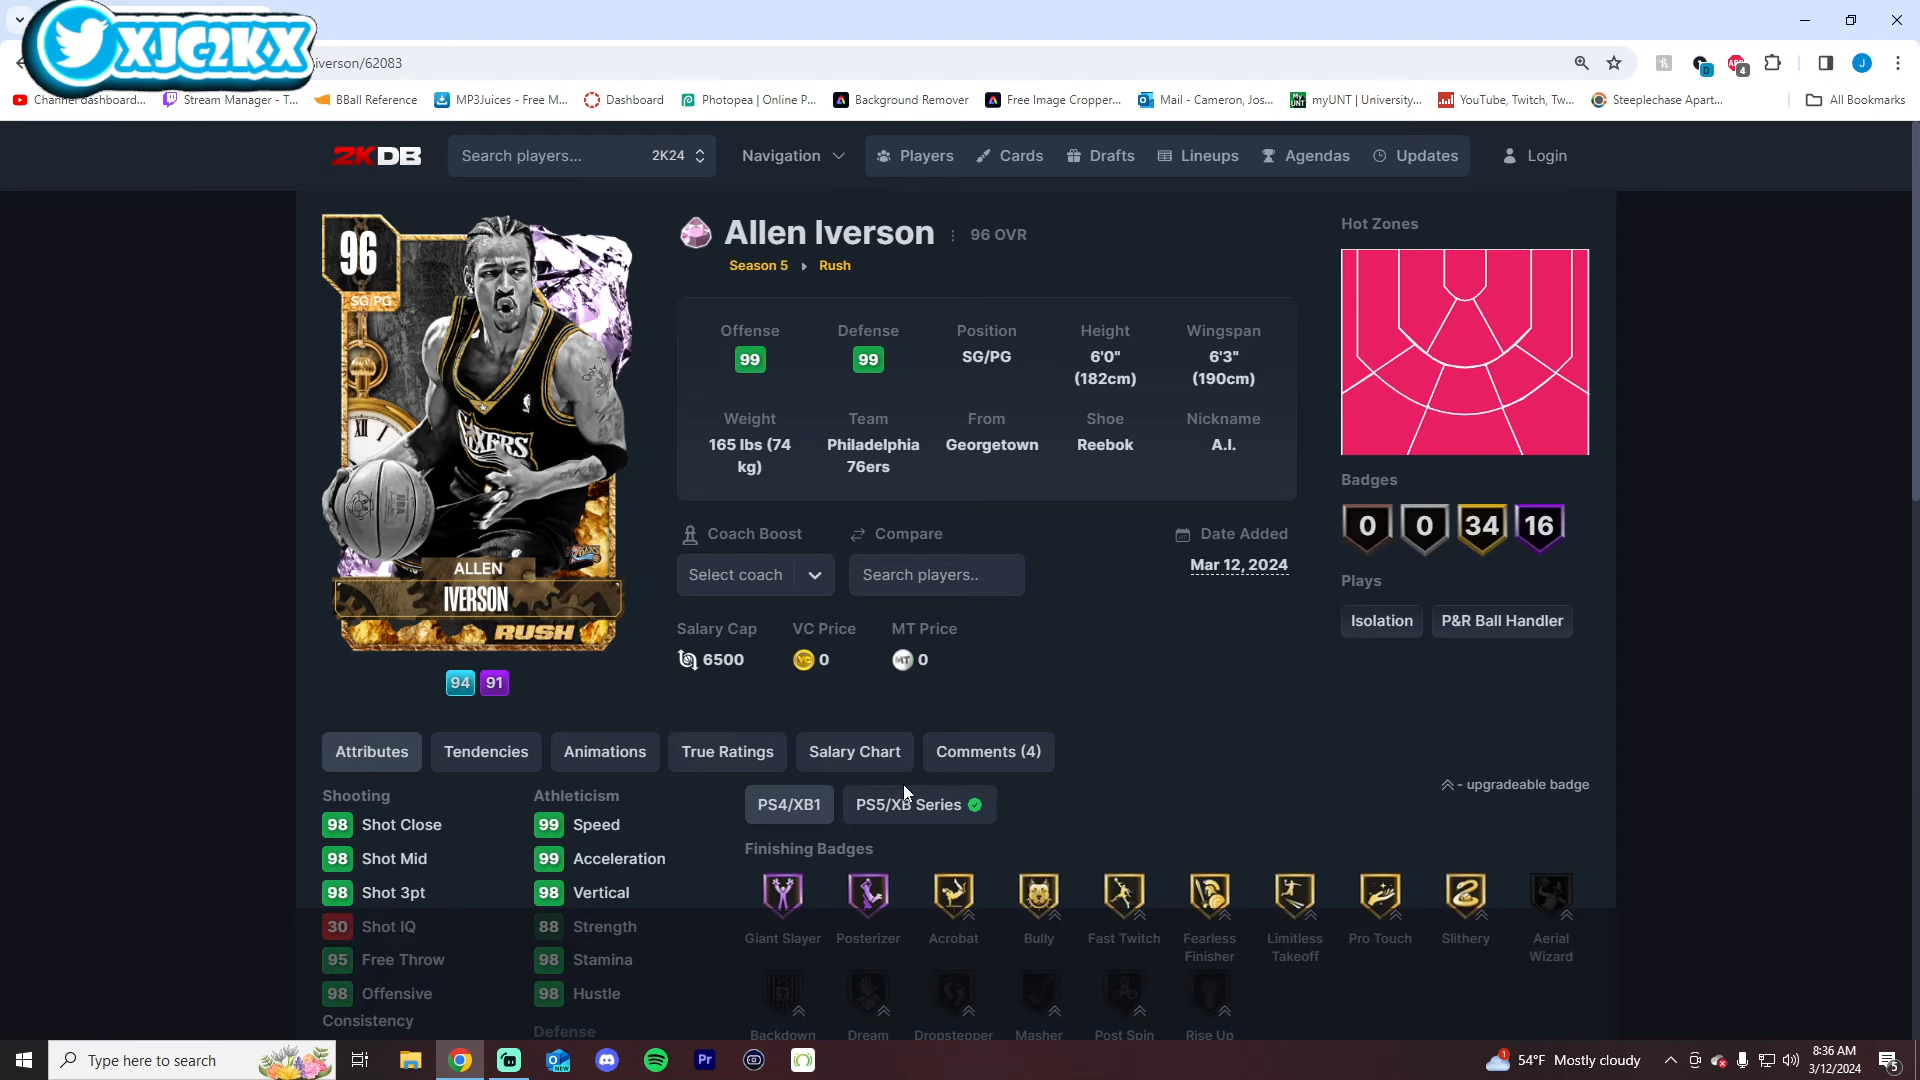 XJC2KX
iverson/62083
Channel dashboard...
Stream Manager - T...
BBall Reference
MP3Juices - Free M...
Dashboard
Photopea | Online P...
Background Remover
Free Image Cropper...
Mail - Cameron, Jos...
myUNT | University...
YouTube, Twitch, Tw...
Steeplechase Apart...
All Bookmarks
2KDB
Search players...
2K24
Navigation
Players
Cards
Drafts
Lineups
Agendas
Updates
Login
96
SG/PG
SIXERS
ALLEN
IVERSON
RUSH
94 91
Allen Iverson : 96 OVR
Season 5 ▸ Rush
Offense Defense Position Height Wingspan
99 99 SG/PG 6'0" 6'3"
(182cm) (190cm)
Weight Team From Shoe Nickname
165 lbs (74 Philadelphia Georgetown Reebok A.I.
kg) 76ers
Coach Boost Compare Date Added
Select coach Search players.. Mar 12, 2024
Salary Cap VC Price MT Price
6500 VC 0 MT 0
Hot Zones
Badges
0 0 34 16
Plays
Isolation P&R Ball Handler
Attributes Tendencies Animations True Ratings Salary Chart Comments (4)
- upgradeable badge
Shooting
98 Shot Close
98 Shot Mid
98 Shot 3pt
30 Shot IQ
95 Free Throw
98 Offensive
Consistency
Athleticism
99 Speed
99 Acceleration
98 Vertical
88 Strength
98 Stamina
98 Hustle
Defense
PS4/XB1 PS5/XB Series
Finishing Badges
Giant Slayer Posterizer Acrobat Bully Fast Twitch Fearless Limitless Pro Touch Slithery Aerial
Finisher Takeoff Wizard
Backdown Dream Dropstepper Masher Post Spin Rise Up
Type here to search
54°F Mostly cloudy
8:36 AM
3/12/2024